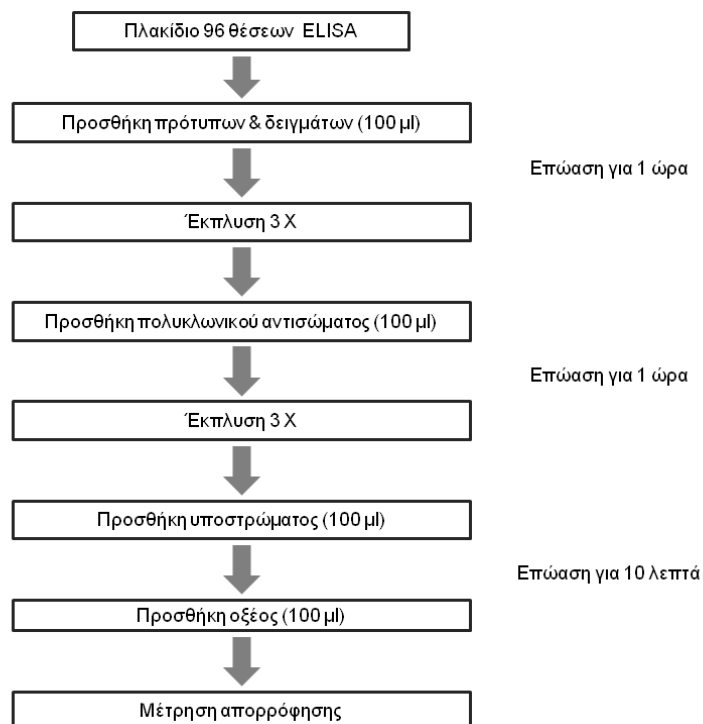 Πλακίδιο 96 θέσεων ELISA
Προσθήκη πρότυπων & δειγμάτων (100 μl)
Επώαση για 1 ώρα
Έκπλυση 3 Χ
Προσθήκη πολυκλωνικού αντισώματος (100 μl)
Επώαση για 1 ώρα
Έκπλυση 3 Χ
Προσθήκη υποστρώματος (100 μl)
Επώαση για 10 λεπτά
Προσθήκη οξέος (100 μl)
Μέτρηση απορρόφησης